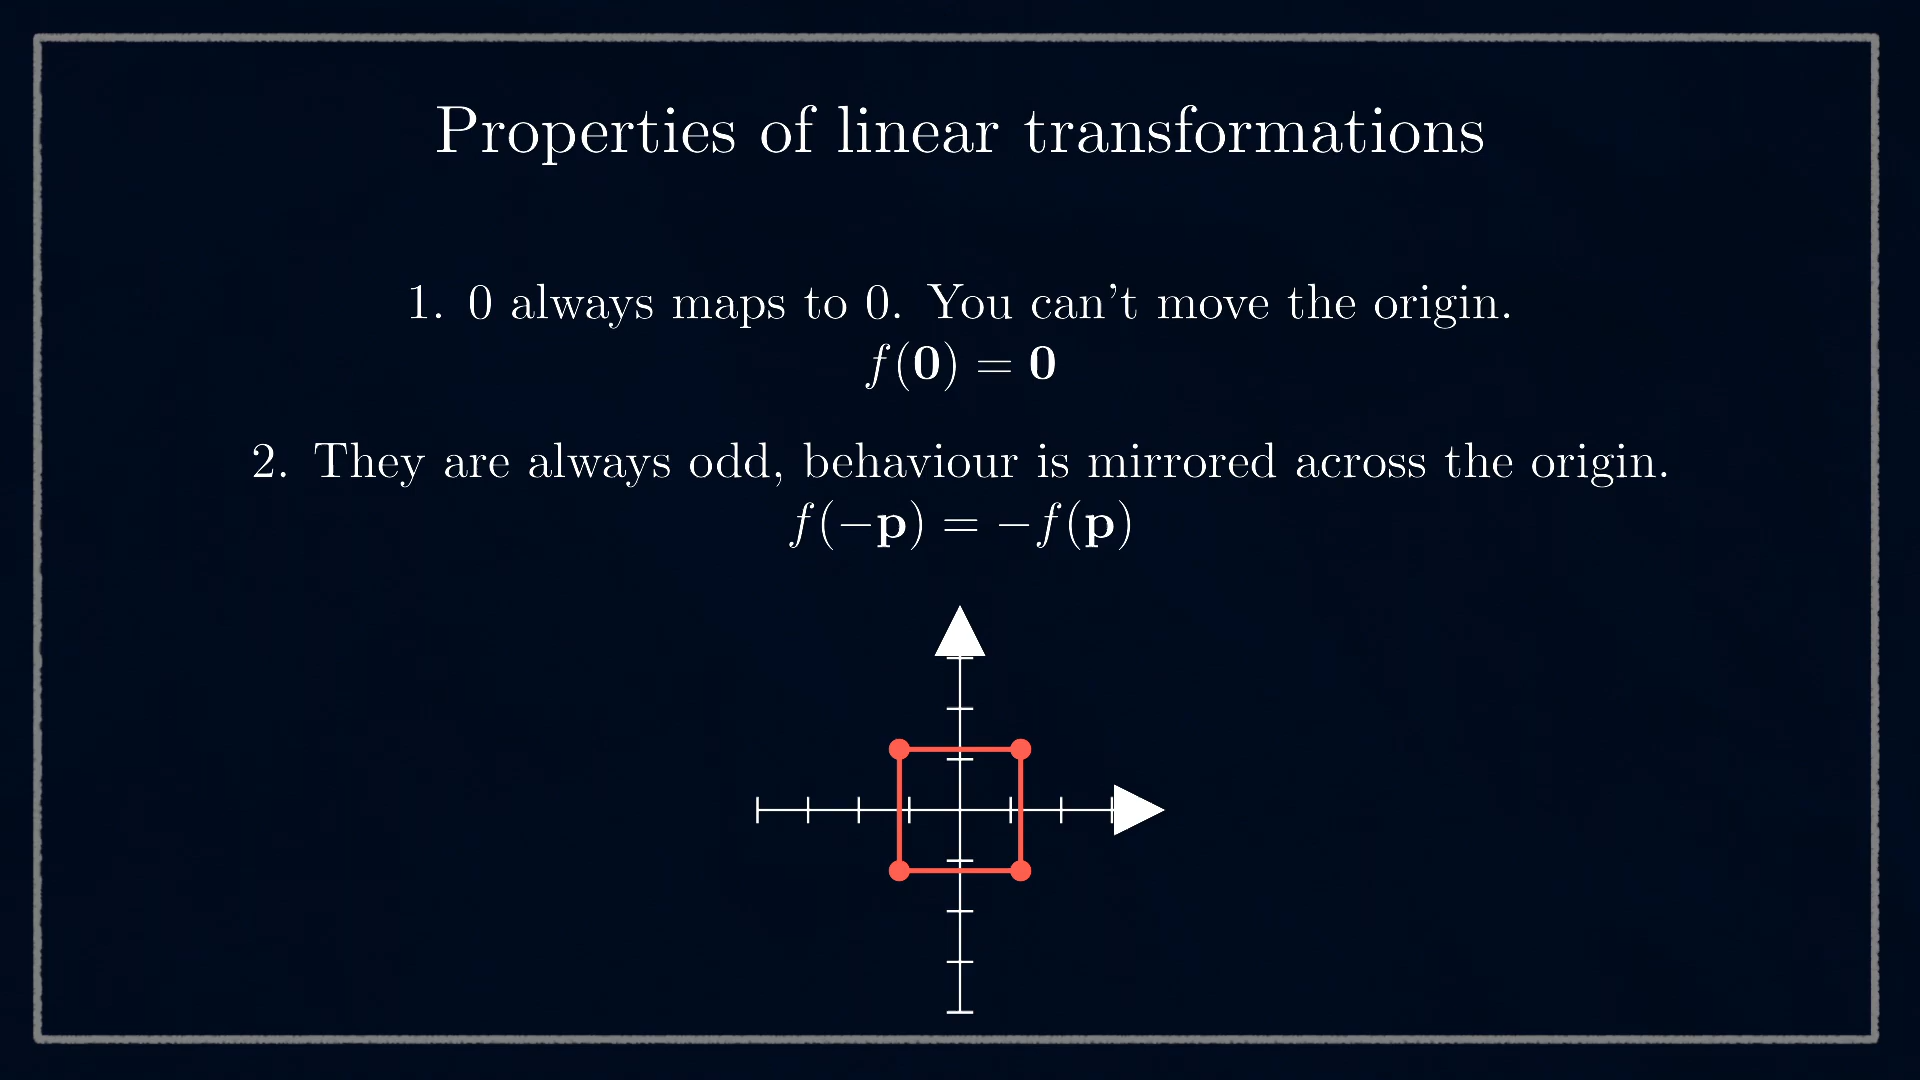 Properties of linear transformations
1. 0 always maps to 0. You can't move the origin.
f(0) = 0
2. They are always odd, behaviour is mirrored across the origin.
f(−p) = −f(p)